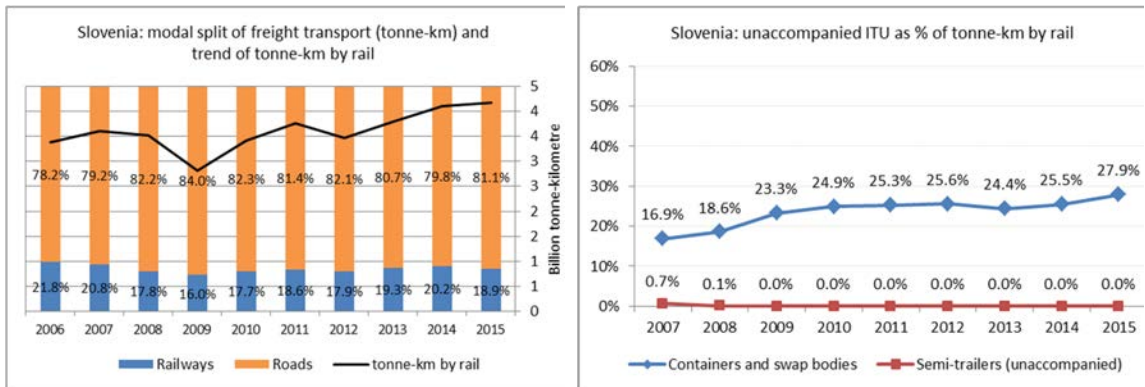 Slovenia: modal split of freight transport (tonne-km) and
trend of tonne-km by rail
5
4
4
3
3
2
2
1
1
0
Billion tonne-kilometre
78.2% 79.2% 82.2% 84.0% 82.3% 81.4% 82.1% 80.7% 79.8% 81.1%
21.8% 20.8% 17.8% 16.0% 17.7% 18.6% 17.9% 19.3% 20.2% 18.9%
2006 2007 2008 2009 2010 2011 2012 2013 2014 2015
Railways Roads tonne-km by rail
Slovenia: unaccompanied ITU as % of tonne-km by rail
60%
50%
40%
30%
20%
10%
0%
16.9% 18.6% 23.3% 24.9% 25.3% 25.6% 24.4% 25.5% 27.9%
0.7% 0.1% 0.0% 0.0% 0.0% 0.0% 0.0% 0.0% 0.0%
2007 2008 2009 2010 2011 2012 2013 2014 2015
Containers and swap bodies Semi-trailers (unaccompanied)